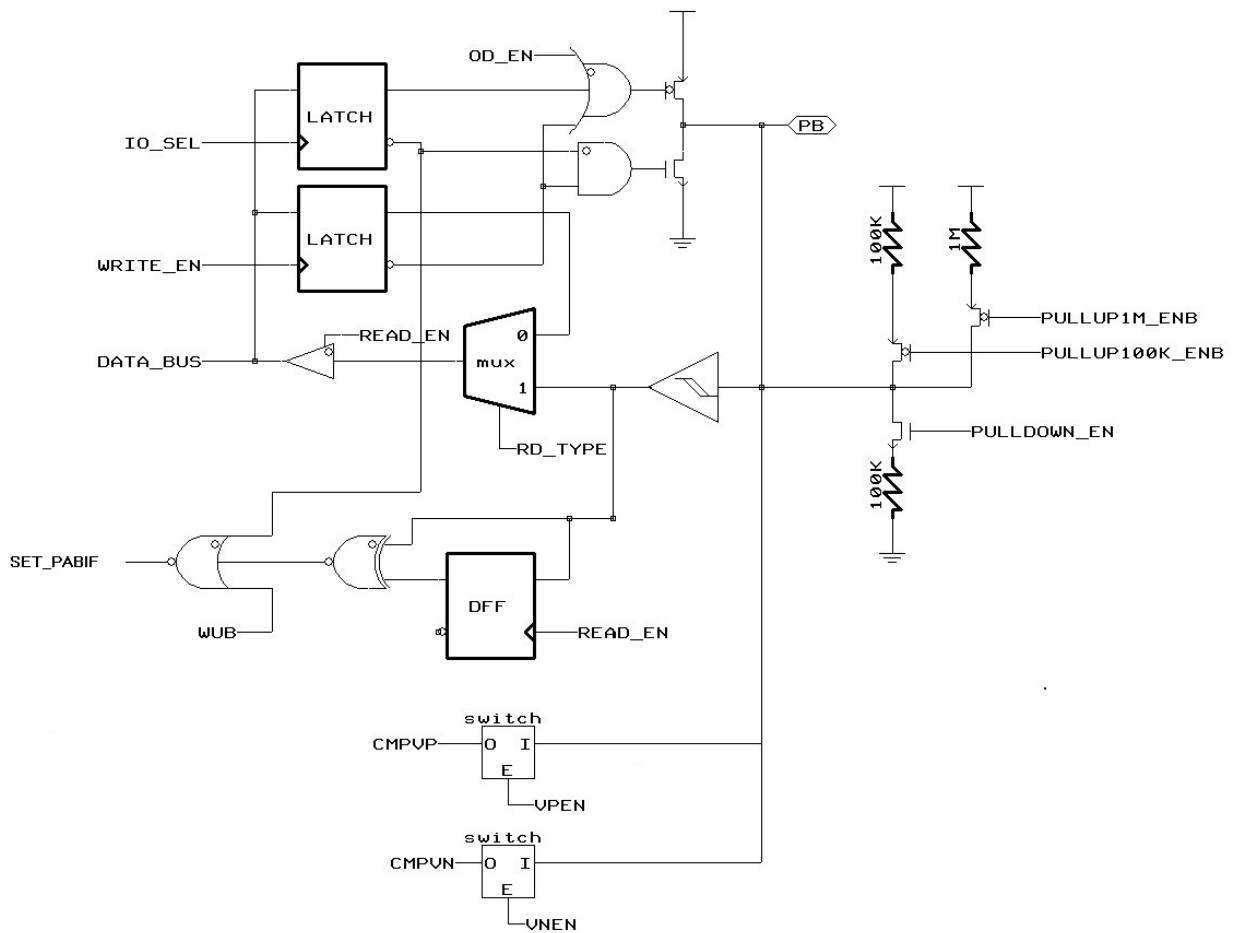 OD_EN
LATCH
PB
IO_SEL
LATCH
100K
1M
WRITE_EN
PULLUP1M_ENB
READ_EN
0
DATA_BUS
mux
PULLUP100K_ENB
1
PULLDOWN_EN
RD_TYPE
100K
SET_PABIF
DFF
WUB
READ_EN
switch
CMPVP
O I
E
VPEN
switch
CMPVN
O I
E
VNEN